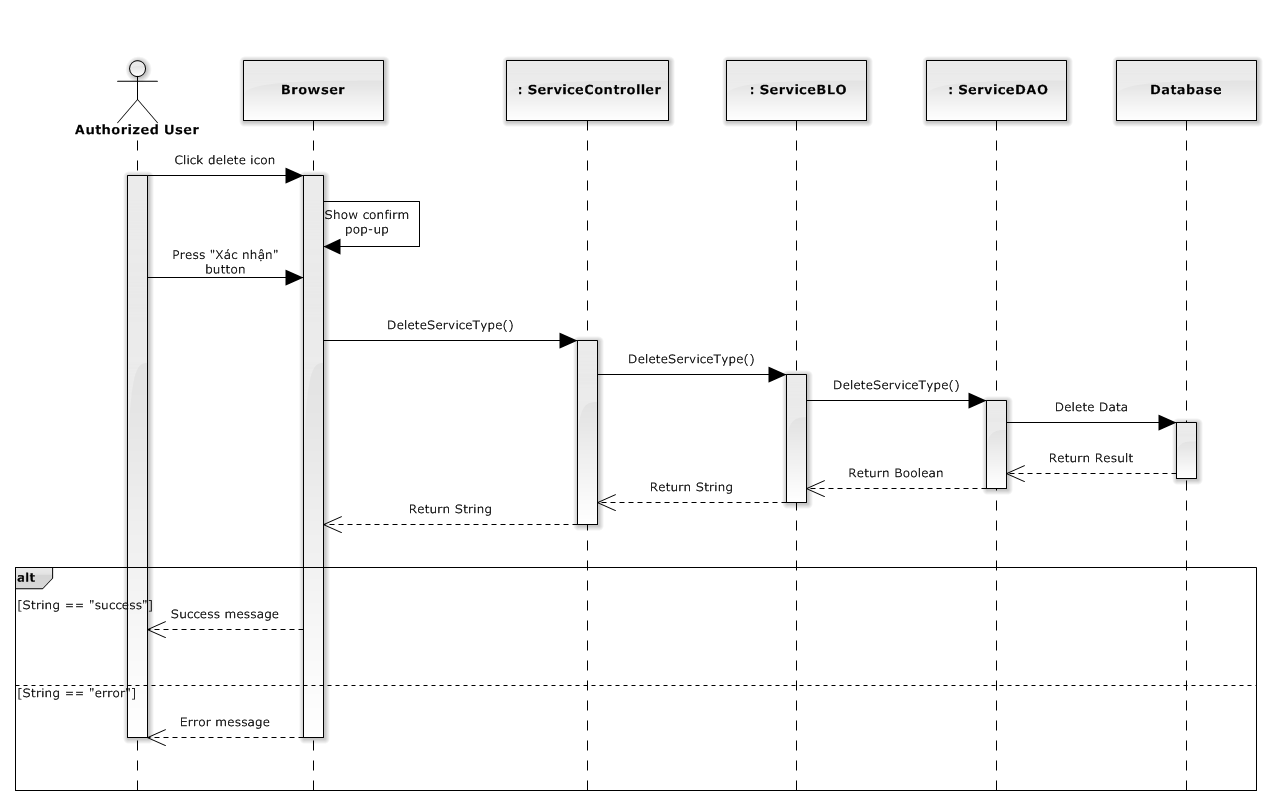 Authorized User
Browser
: ServiceController
: ServiceBLO
: ServiceDAO
Database
Click delete icon
Show confirm
pop-up
Press "Xác nhận"
button
DeleteServiceType()
DeleteServiceType()
DeleteServiceType()
Delete Data
Return Result
Return Boolean
Return String
Return String
alt
[String == "success"]
Success message
[String == "error"]
Error message